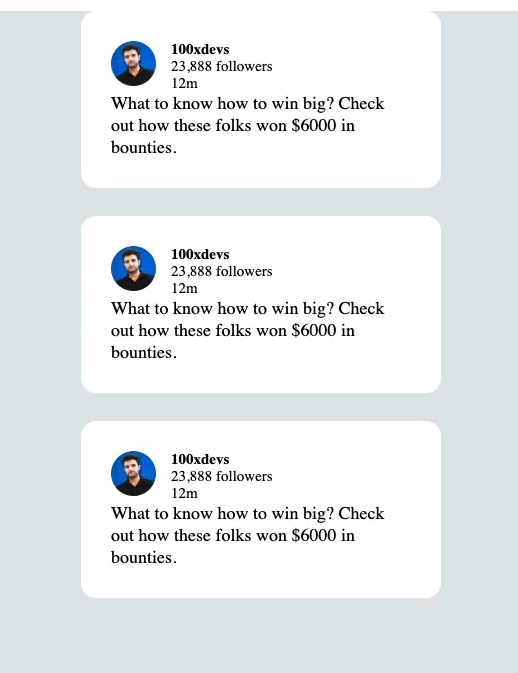 100xdevs
23,888 followers
12m
What to know how to win big? Check
out how these folks won $6000 in
bounties.
100xdevs
23,888 followers
12m
What to know how to win big? Check
out how these folks won $6000 in
bounties.
100xdevs
23,888 followers
12m
What to know how to win big? Check
out how these folks won $6000 in
bounties.